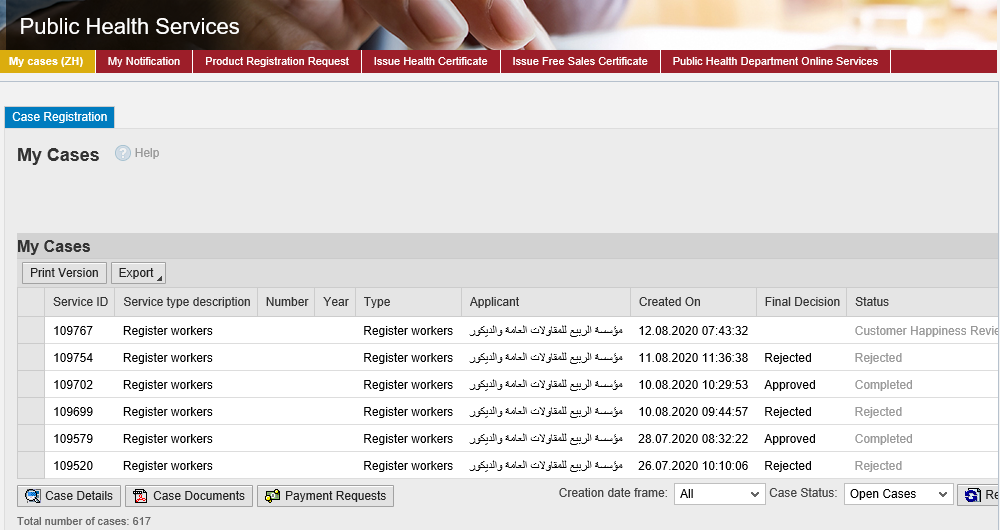 Public Health Services
My cases (ZH) My Notification Product Registration Request Issue Health Certificate Issue Free Sales Certificate Public Health Department Online Services
Case Registration
My Cases Help
My Cases
Print Version Export
Service ID Service type description Number Year Type Applicant Created On Final Decision Status
109767 Register workers Register workers مؤسسة الربيع للمقاولات العامة والديكور 12.08.2020 07:43:32 Customer Happiness Revie
109754 Register workers Register workers مؤسسة الربيع للمقاولات العامة والديكور 11.08.2020 11:36:38 Rejected Rejected
109702 Register workers Register workers مؤسسة الربيع للمقاولات العامة والديكور 10.08.2020 10:29:53 Approved Completed
109699 Register workers Register workers مؤسسة الربيع للمقاولات العامة والديكور 10.08.2020 09:44:57 Rejected Rejected
109579 Register workers Register workers مؤسسة الربيع للمقاولات العامة والديكور 28.07.2020 08:32:22 Approved Completed
109520 Register workers Register workers مؤسسة الربيع للمقاولات العامة والديكور 26.07.2020 10:10:06 Rejected Rejected
Case Details Case Documents Payment Requests Creation date frame: All Case Status: Open Cases Re
Total number of cases: 617